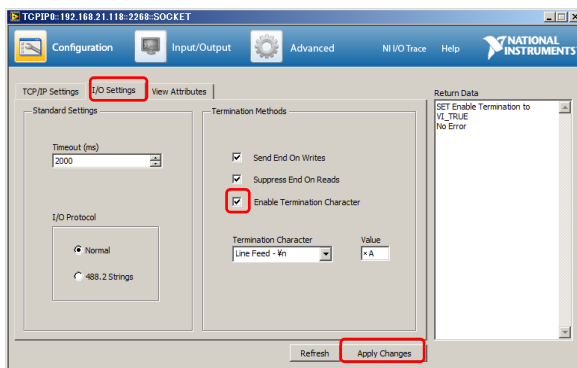 TCPIP0::192.168.21.118::2268::SOCKET
Configuration
Input/Output
Advanced
NI I/O Trace
Help
NATIONAL
INSTRUMENTS
TCP/IP Settings
I/O Settings
View Attributes
Return Data
Standard Settings
Termination Methods
SET Enable Termination to
VI_TRUE
No Error
Timeout (ms)
2000
Send End On Writes
Suppress End On Reads
Enable Termination Character
I/O Protocol
Normal
488.2 Strings
Termination Character
Value
Line Feed - ¥n
×A
Refresh
Apply Changes